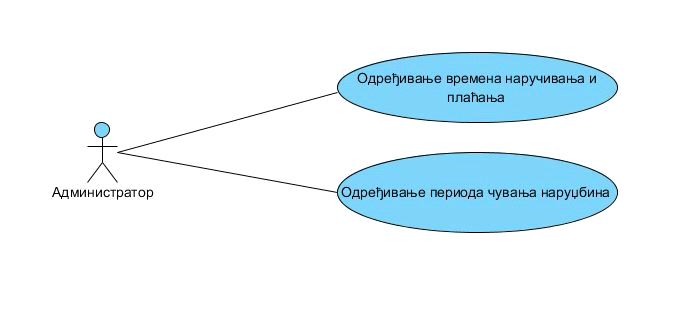 Одређивање времена наручивања и
плаћања
Администратор
Одређивање периода чувања наруџбина